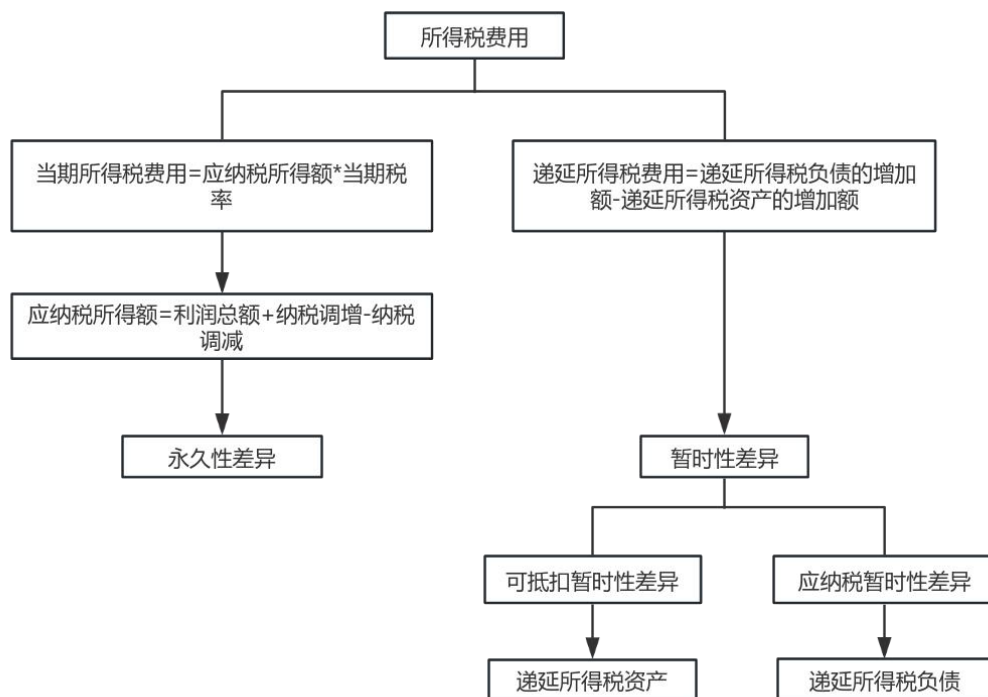 所得税费用
当期所得税费用=应纳税所得额*当期税
率
递延所得税费用=递延所得税负债的增加
额-递延所得税资产的增加额
应纳税所得额=利润总额+纳税调增-纳税
调减
永久性差异
暂时性差异
可抵扣暂时性差异
应纳税暂时性差异
递延所得税资产
递延所得税负债